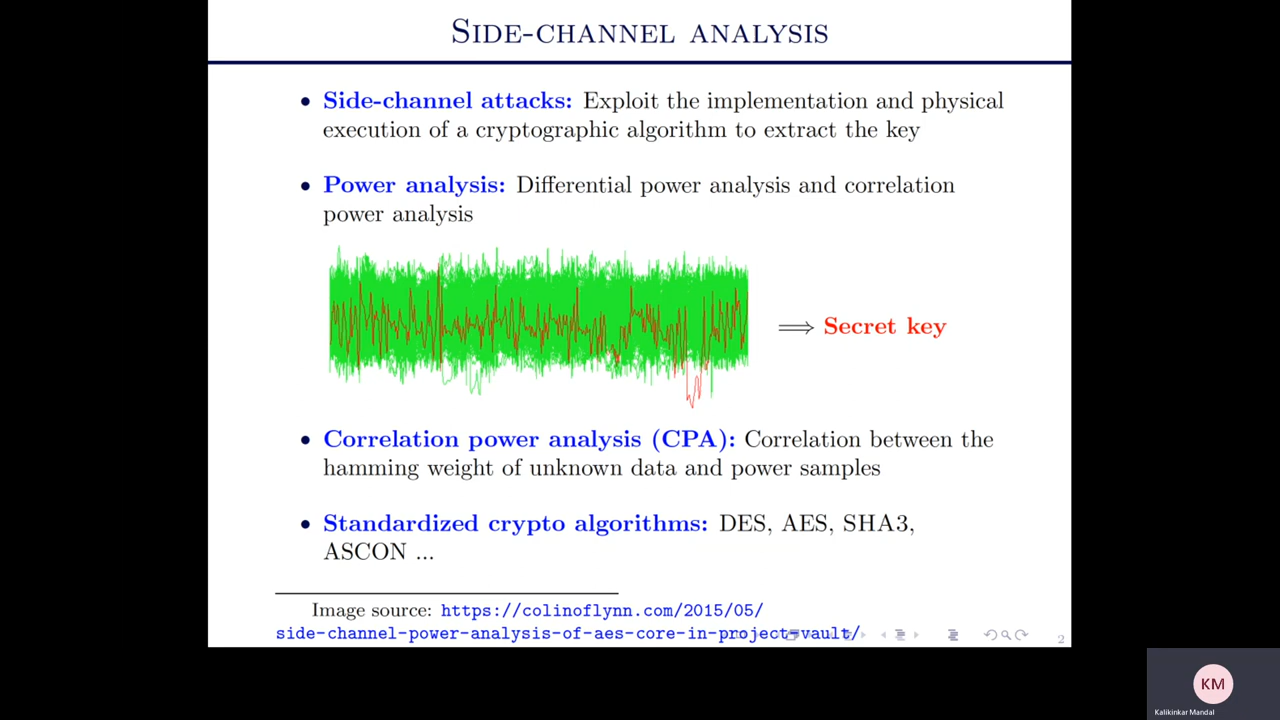 SIDE-CHANNEL ANALYSIS
• Side-channel attacks: Exploit the implementation and physical
execution of a cryptographic algorithm to extract the key
• Power analysis: Differential power analysis and correlation
power analysis
⟹ Secret key
• Correlation power analysis (CPA): Correlation between the
hamming weight of unknown data and power samples
• Standardized crypto algorithms: DES, AES, SHA3,
ASCON ...
Image source: https://colinoflynn.com/2015/05/
side-channel-power-analysis-of-aes-core-in-project-vault/
2
KM
Kalikinkar Mandal